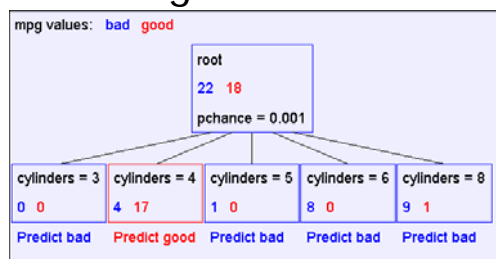 mpg values: bad good
root
22 18
pchance = 0.001
cylinders = 3 cylinders = 4 cylinders = 5 cylinders = 6 cylinders = 8
0 0 4 17 1 0 8 0 9 1
Predict bad Predict good Predict bad Predict bad Predict bad